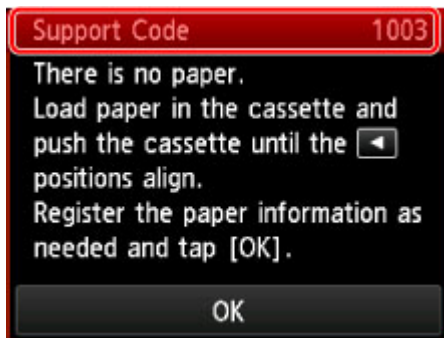 Support Code 1003
There is no paper.
Load paper in the cassette and
push the cassette until the ◀
positions align.
Register the paper information as
needed and tap [OK].
OK